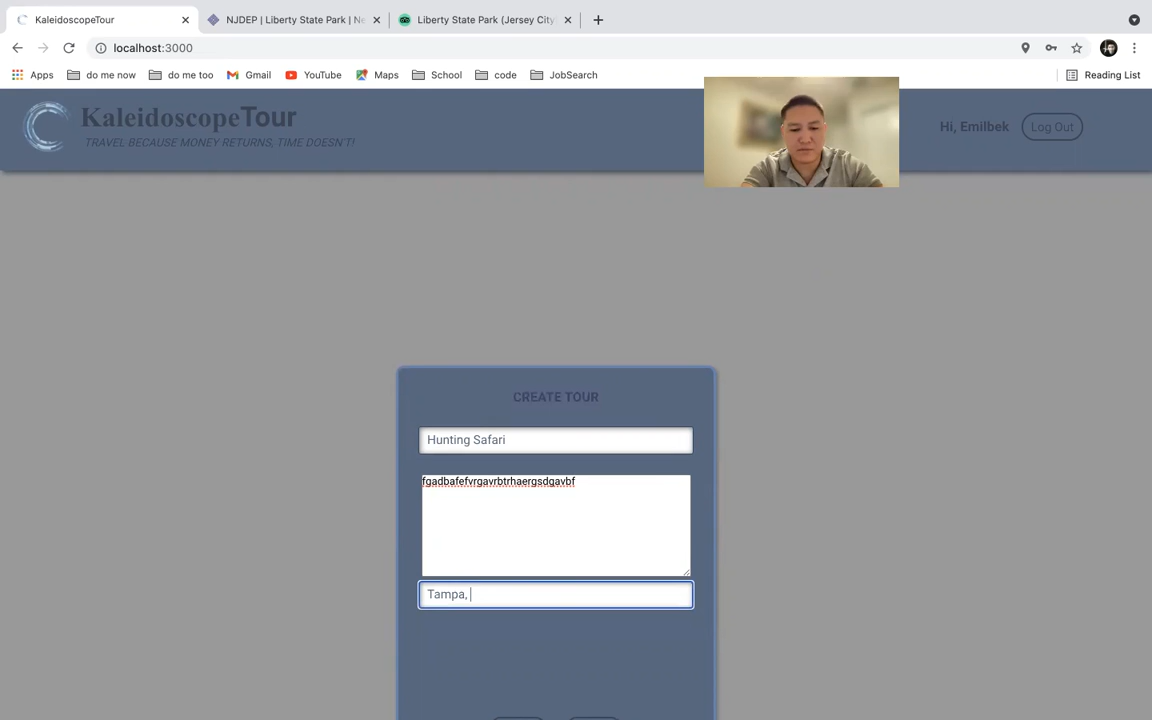 KaleidoscopeTour
NJDEP | Liberty State Park | Ne
Liberty State Park (Jersey City)
localhost:3000
Apps
do me now
do me too
Gmail
YouTube
Maps
School
code
JobSearch
Reading List
KaleidoscopeTour
TRAVEL BECAUSE MONEY RETURNS, TIME DOESN'T!
Hi, Emilbek
Log Out
CREATE TOUR
Hunting Safari
fgadbafefvrgavrbtrhaergsdgavbf
Tampa,